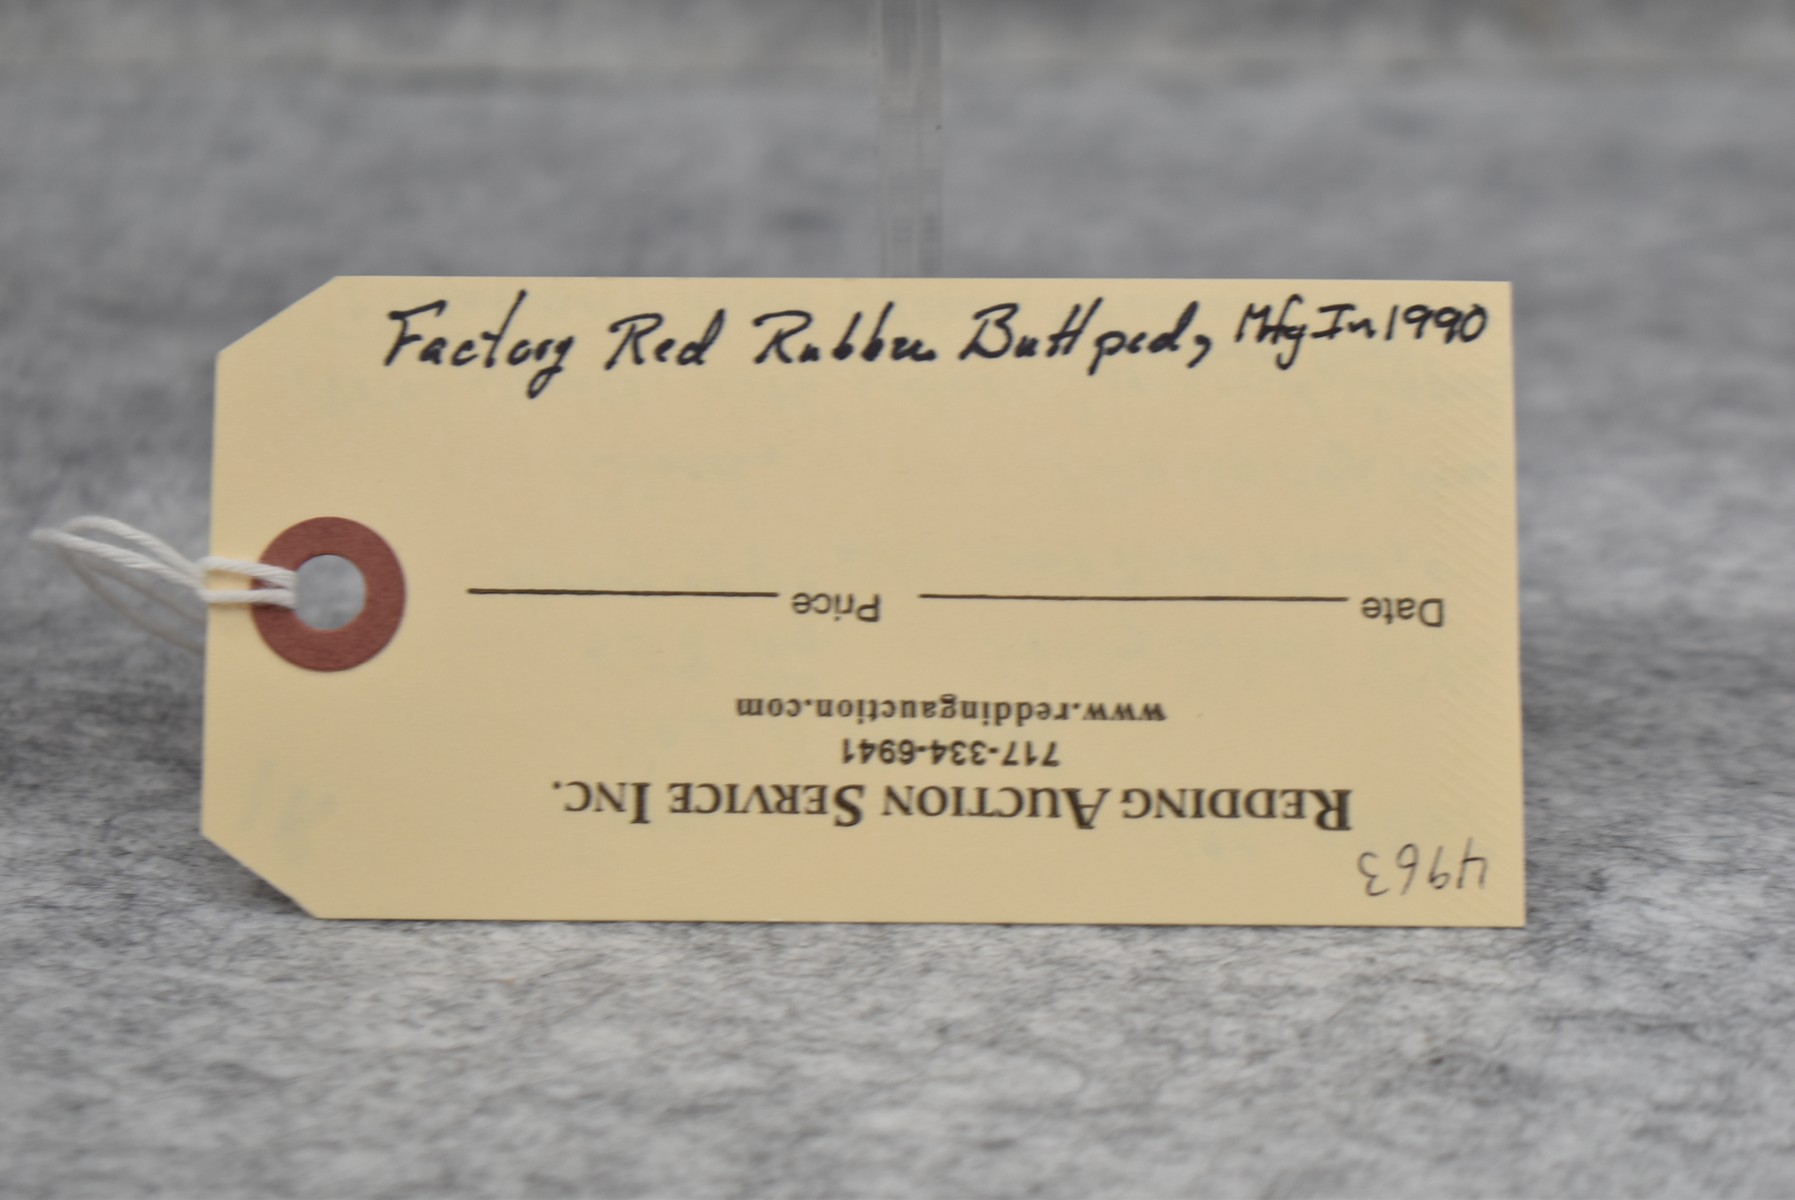 Factory Red Rubber Buttpad, Mfg In 1990
4963
REDDING AUCTION SERVICE INC.
717-334-6941
www.reddingauction.com
Date Price